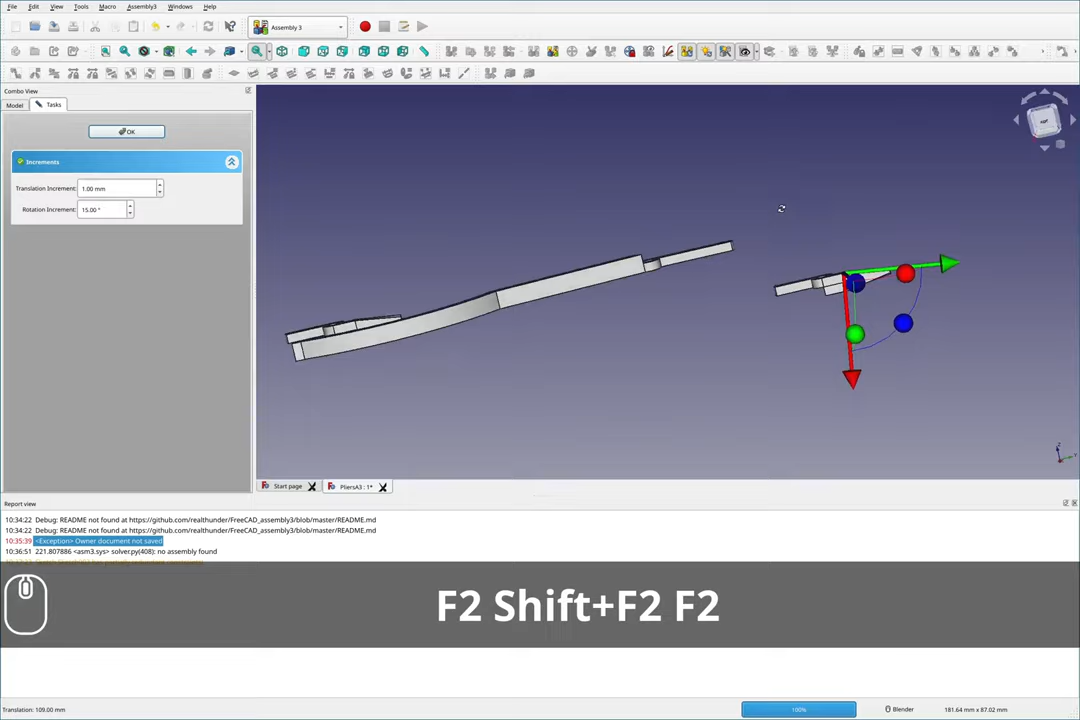 File Edit View Tools Macro Assembly3 Windows Help
Assembly 3
Combo View
Model Tasks
OK
Increments
Translation Increment: 1.00 mm
Rotation Increment: 15.00 °
Start page PliersA3 : 1*
Report view
10:34:22 Debug: README not found at https://github.com/realthunder/FreeCAD_assembly3/blob/master/README.md
10:34:22 Debug: README not found at https://github.com/realthunder/FreeCAD_assembly3/blob/master/README.md
10:35:39 <Exception> Owner document not saved
10:36:51 221.807886 <asm3.sys> solver.py(408): no assembly found
F2 Shift+F2 F2
Translation: 109.00 mm
100%
Blender
181.64 mm x 87.02 mm